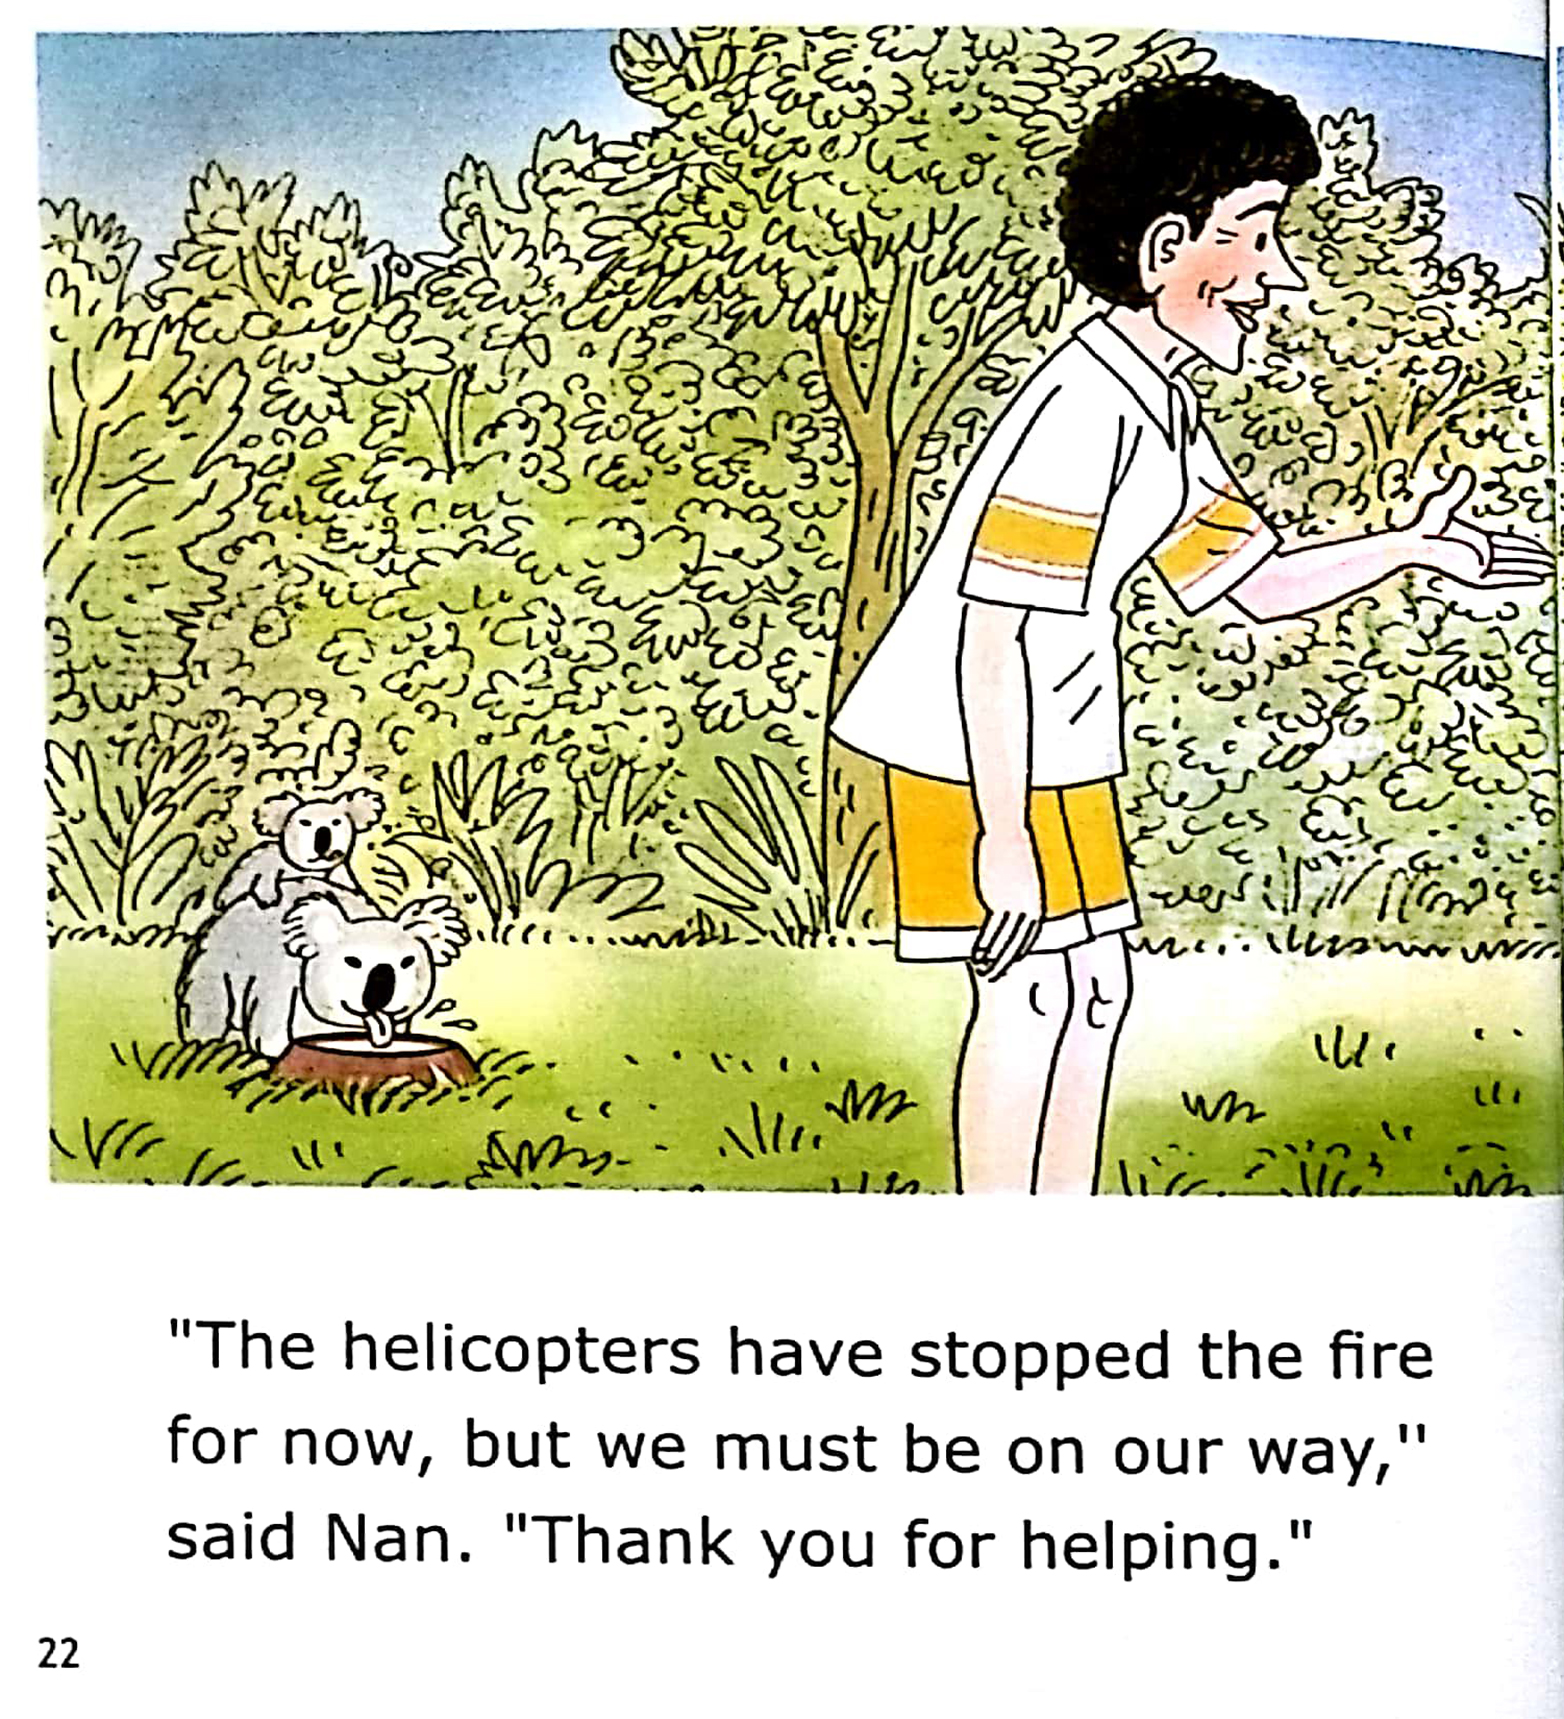 "The helicopters have stopped the fire
for now, but we must be on our way,"
said Nan. "Thank you for helping."
22